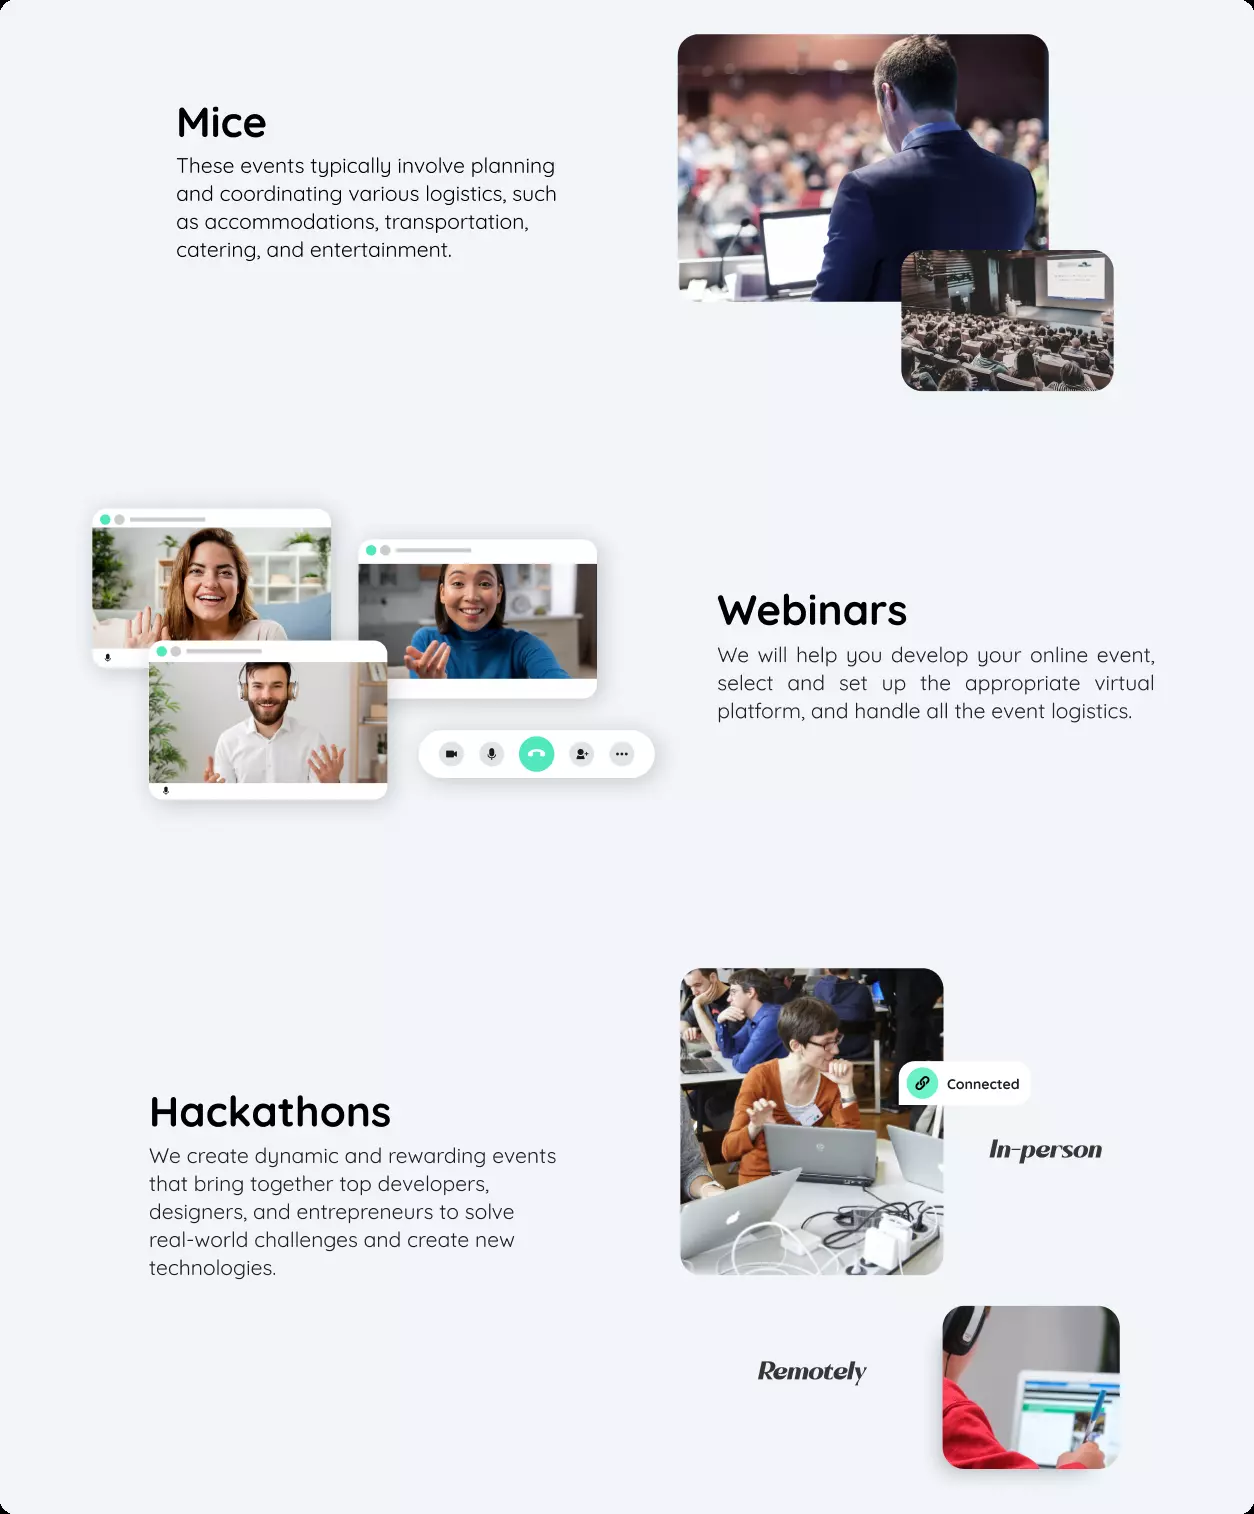 Mice
These events typically involve planning
and coordinating various logistics, such
as accommodations, transportation,
catering, and entertainment.
Webinars
We will help you develop your online event,
select and set up the appropriate virtual
platform, and handle all the event logistics.
Hackathons
We create dynamic and rewarding events
that bring together top developers,
designers, and entrepreneurs to solve
real-world challenges and create new
technologies.
Connected
In-person
Remotely